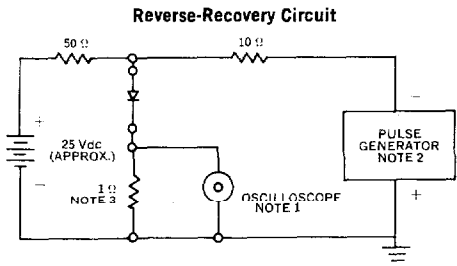 Reverse-Recovery Circuit
50 Ω
10 Ω
+
−
25 Vdc
(APPROX.)
−
PULSE
GENERATOR
NOTE 2
1 Ω
NOTE 3
OSCILLOSCOPE
NOTE 1
+